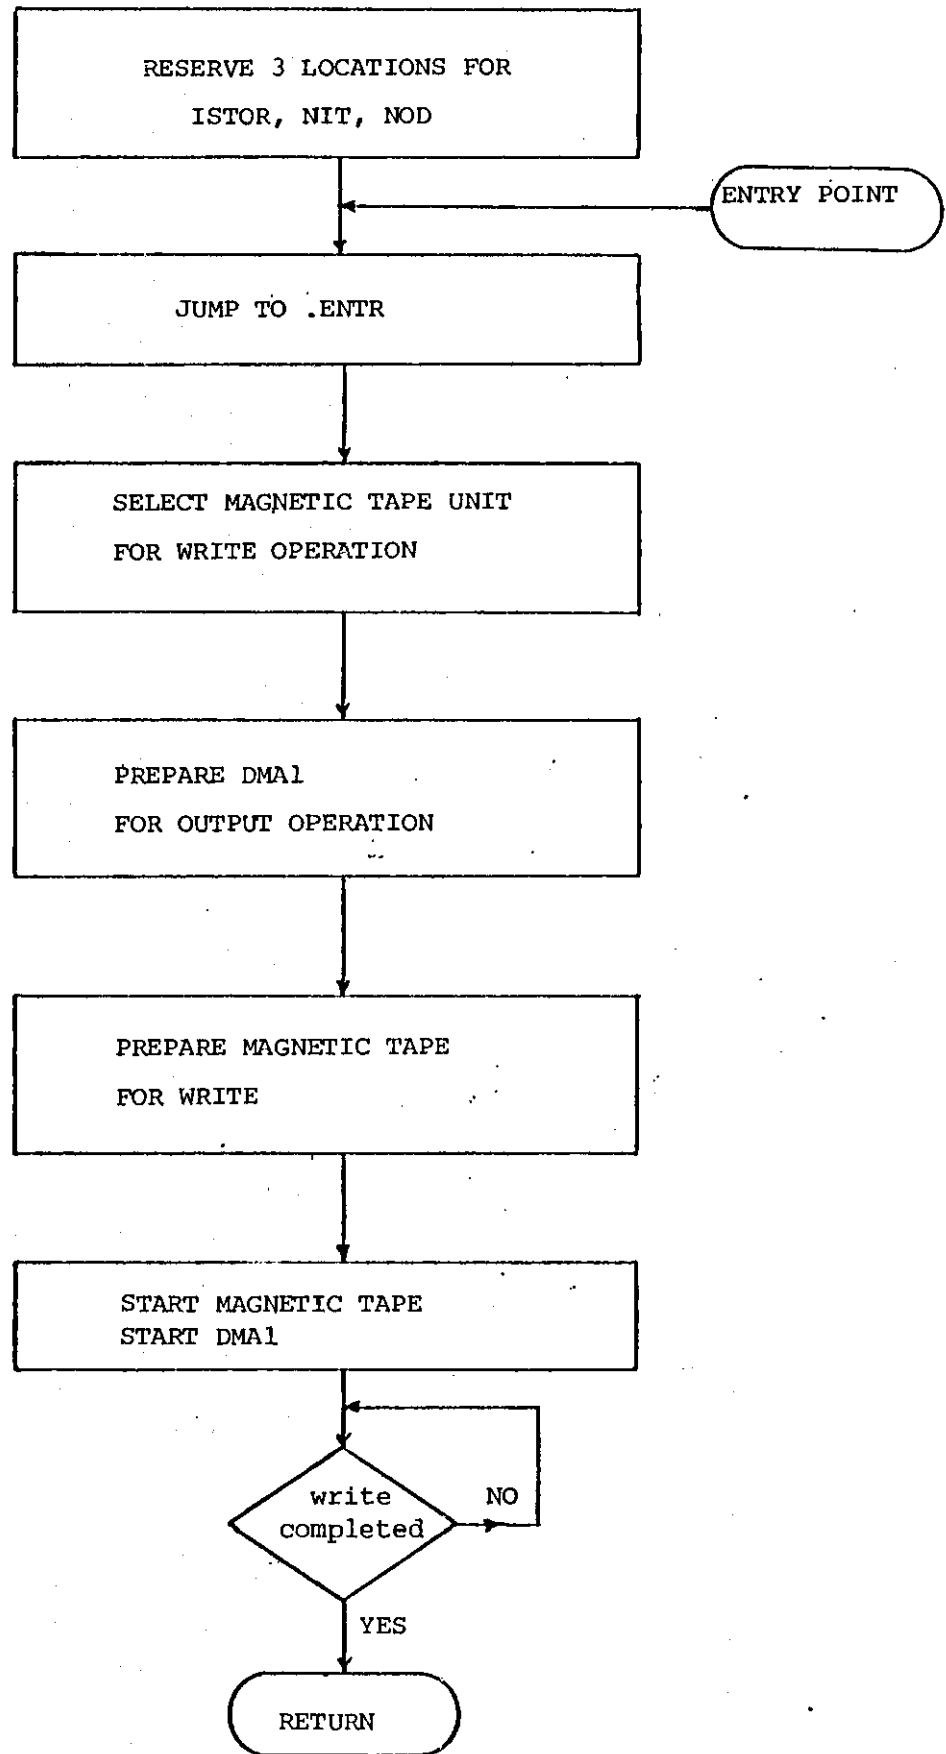 RESERVE 3 LOCATIONS FOR
ISTOR, NIT, NOD
ENTRY POINT
JUMP TO .ENTR
SELECT MAGNETIC TAPE UNIT
FOR WRITE OPERATION
PREPARE DMA1
FOR OUTPUT OPERATION
PREPARE MAGNETIC TAPE
FOR WRITE
START MAGNETIC TAPE
START DMA1
write
completed
NO
YES
RETURN